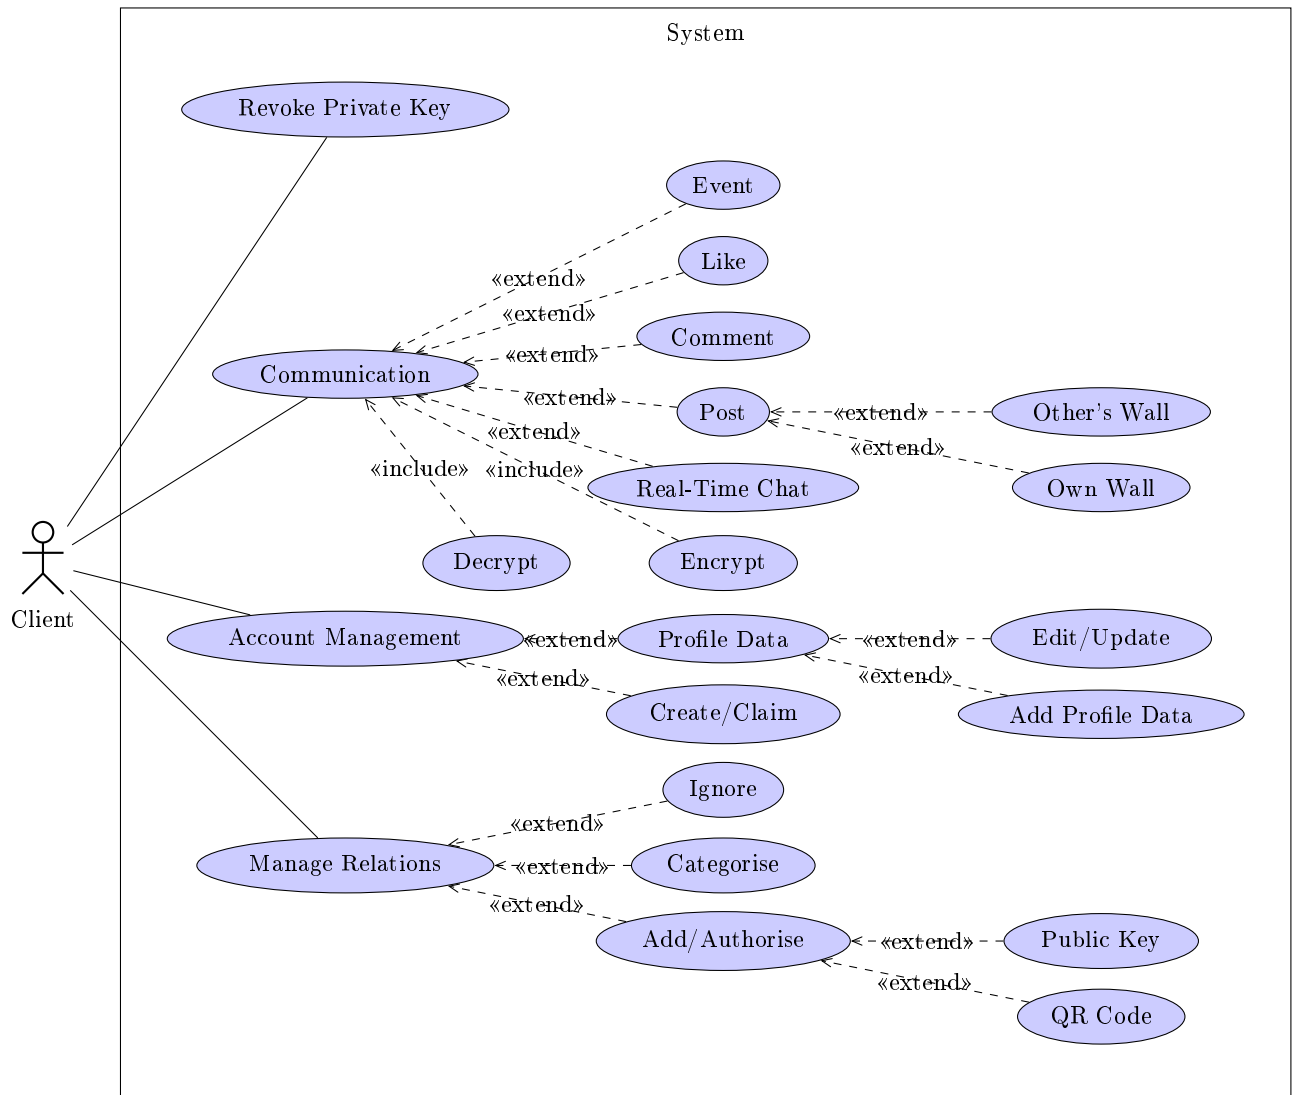 System
Revoke Private Key
Event
Like
«extend»
«extend»
Comment
«extend»
Communication
«extend»
Post
«extend»
Other's Wall
«extend»
«extend»
«include»
«include»
Real-Time Chat
Own Wall
Decrypt
Encrypt
Client
Account Management
«extend»
Profile Data
«extend»
Edit/Update
«extend»
«extend»
Create/Claim
Add Profile Data
Ignore
«extend»
Manage Relations
«extend»
Categorise
«extend»
Add/Authorise
«extend»
Public Key
«extend»
QR Code